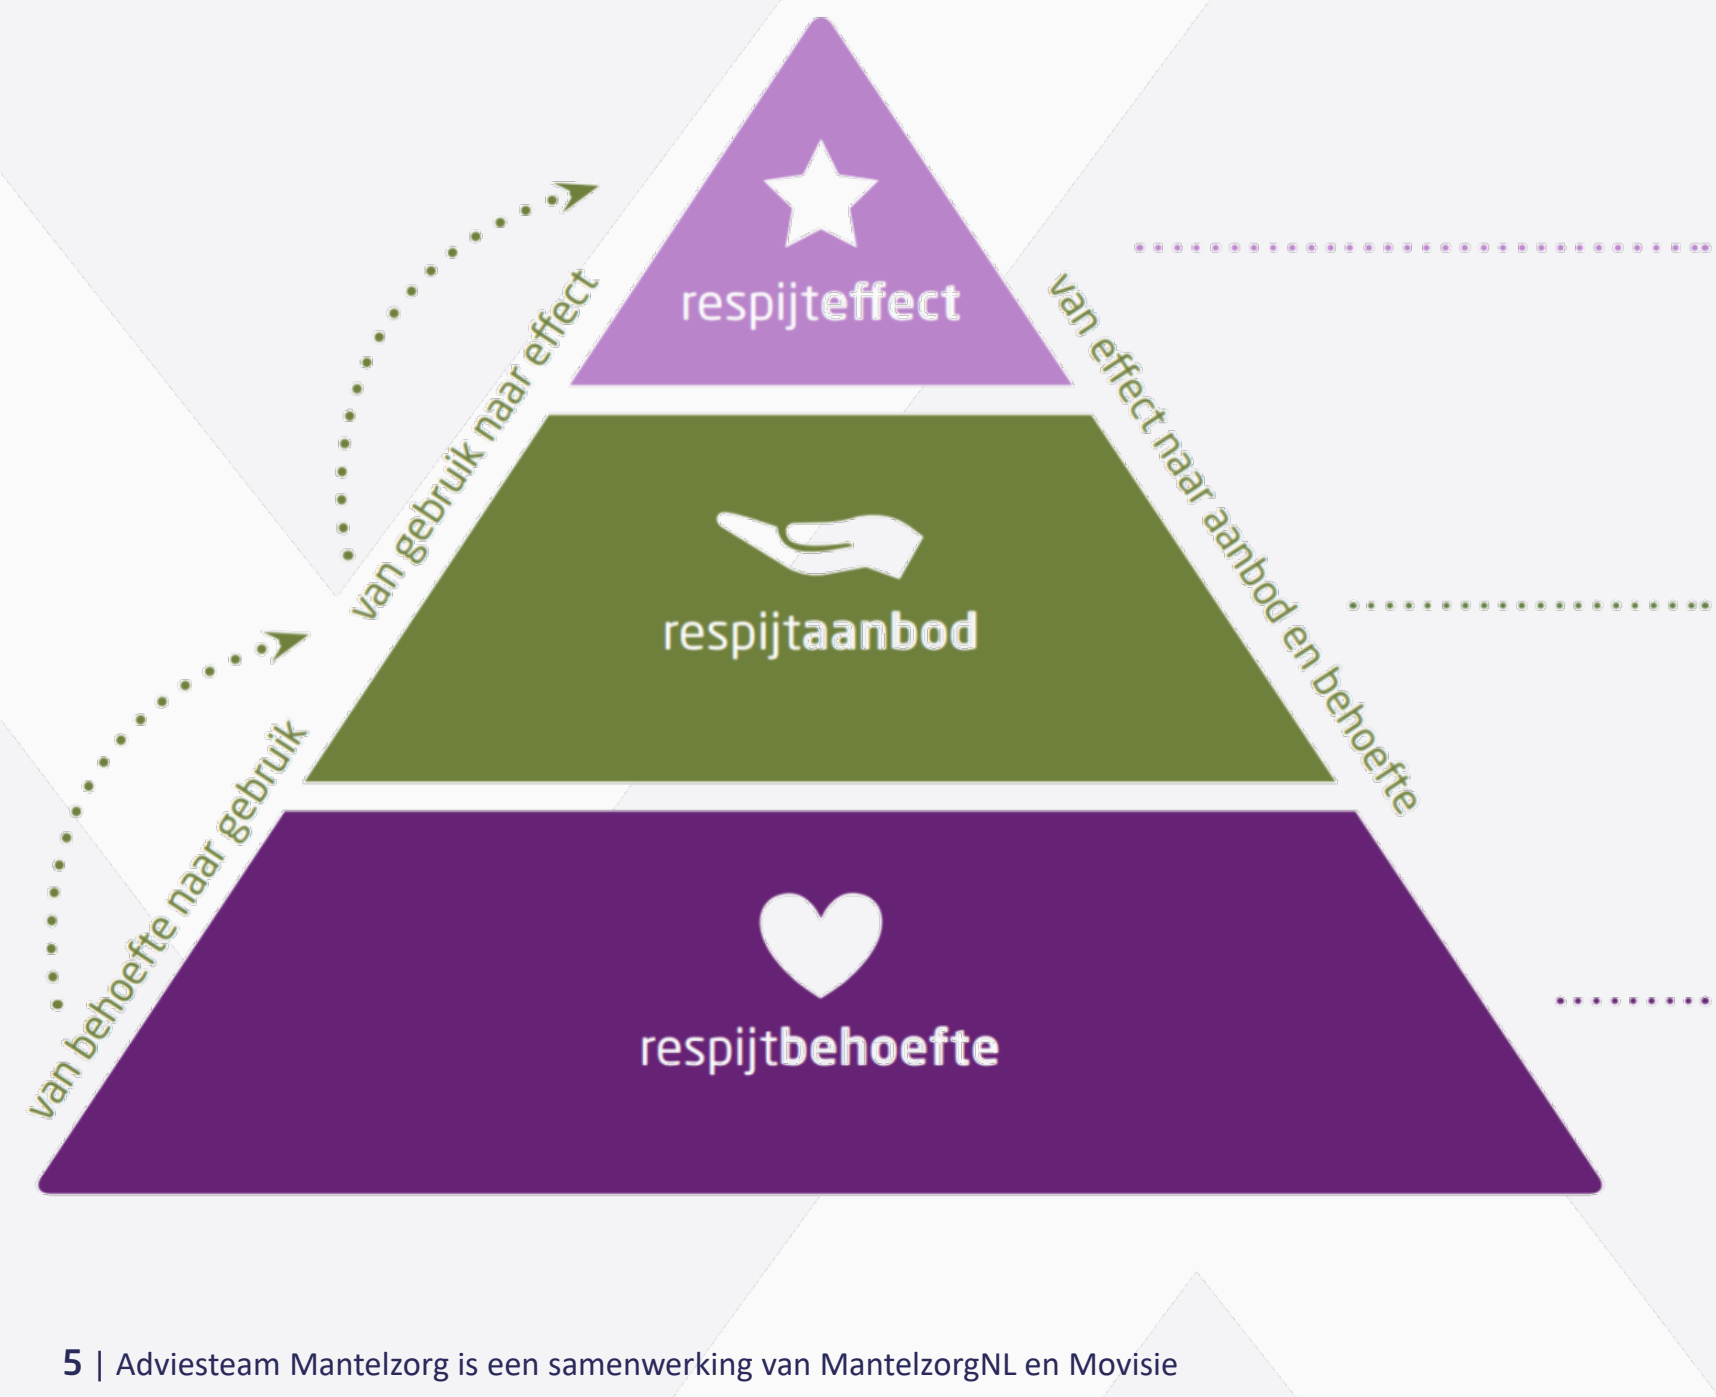 respijteffect
van gebruik naar effect
van effect naar aanbod en behoefte
respijtaanbod
van behoefte naar gebruik
respijtbehoefte
5 | Adviesteam Mantelzorg is een samenwerking van MantelzorgNL en Movisie